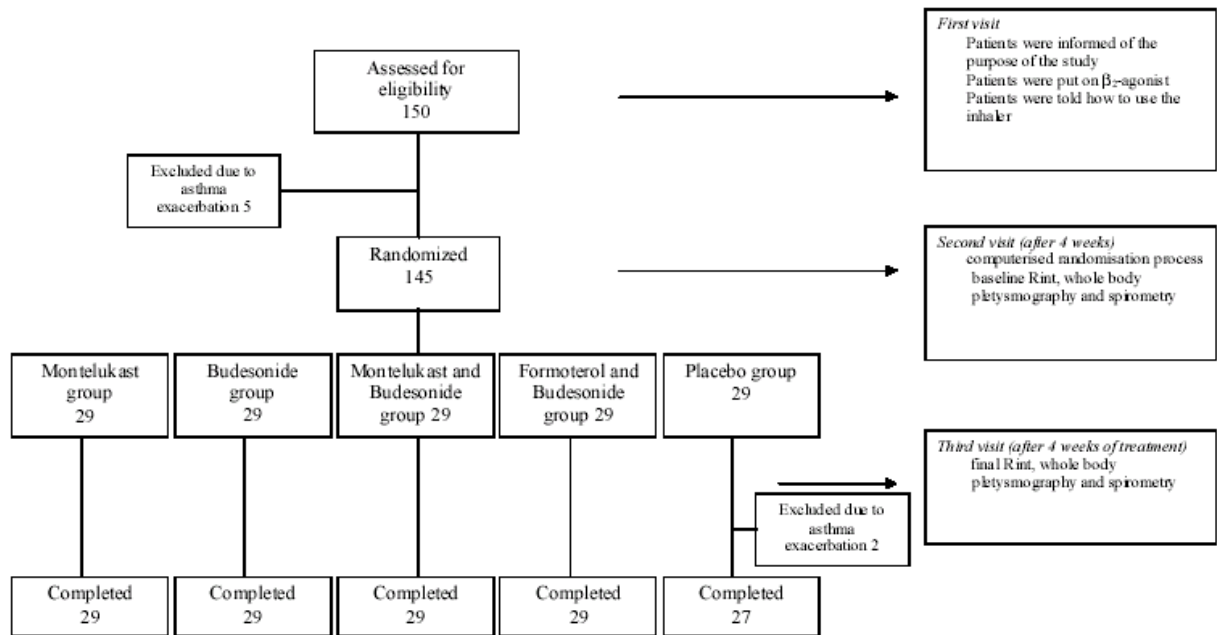 Assessed for
eligibility
150
First visit
Patients were informed of the
purpose of the study
Patients were put on β₂-agonist
Patients were told how to use the
inhaler
Excluded due to
asthma
exacerbation 5
Randomized
145
Second visit (after 4 weeks)
computerised randomisation process
baseline Rint, whole body
pletysmography and spirometry
Montelukast
group
29
Budesonide
group
29
Montelukast and
Budesonide
group 29
Formoterol and
Budesonide
group 29
Placebo group
29
Third visit (after 4 weeks of treatment)
final Rint, whole body
pletysmography and spirometry
Excluded due to
asthma
exacerbation 2
Completed
29
Completed
29
Completed
29
Completed
29
Completed
27